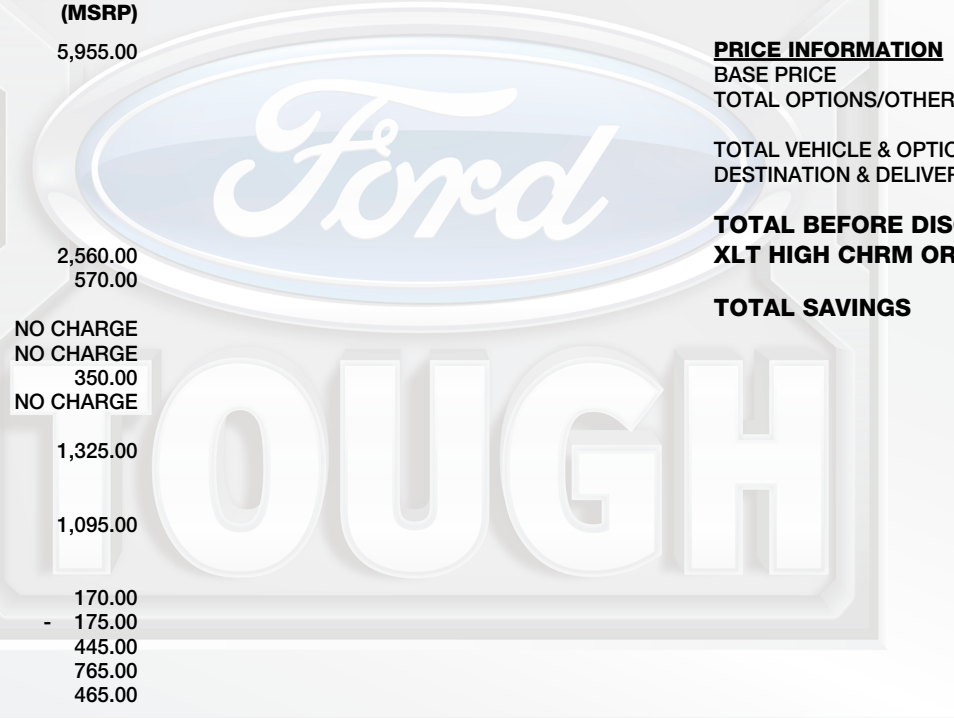 (MSRP)
5,955.00
2,560.00
570.00
NO CHARGE
NO CHARGE
350.00
NO CHARGE
1,325.00
1,095.00
170.00
- 175.00
445.00
765.00
465.00
PRICE INFORMATION
BASE PRICE
TOTAL OPTIONS/OTHER
TOTAL VEHICLE & OPTIO
DESTINATION & DELIVER
TOTAL BEFORE DIS
XLT HIGH CHRM OR
TOTAL SAVINGS
Ford
TOUGH